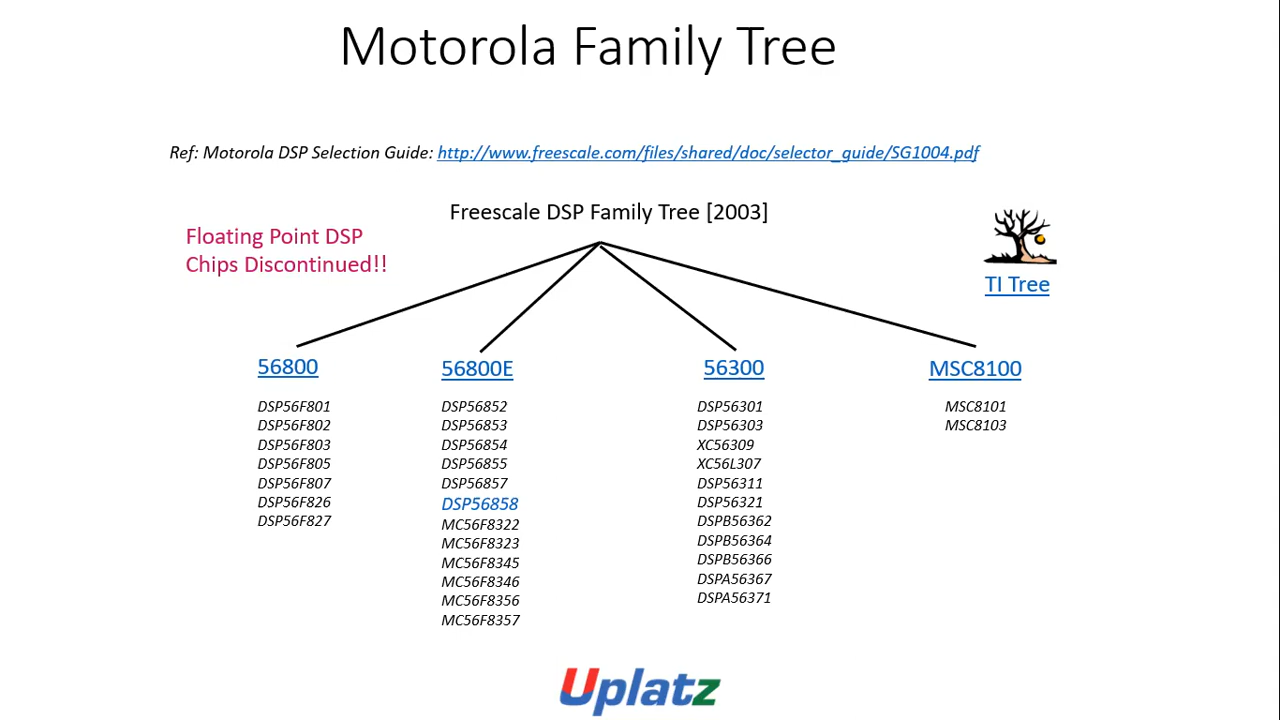 Motorola Family Tree
Ref: Motorola DSP Selection Guide: http://www.freescale.com/files/shared/doc/selector_guide/SG1004.pdf
Freescale DSP Family Tree [2003]
Floating Point DSP
Chips Discontinued!!
TI Tree
56800
DSP56F801
DSP56F802
DSP56F803
DSP56F805
DSP56F807
DSP56F826
DSP56F827
56800E
DSP56852
DSP56853
DSP56854
DSP56855
DSP56857
DSP56858
MC56F8322
MC56F8323
MC56F8345
MC56F8346
MC56F8356
MC56F8357
56300
DSP56301
DSP56303
XC56309
XC56L307
DSP56311
DSP56321
DSPB56362
DSPB56364
DSPB56366
DSPA56367
DSPA56371
MSC8100
MSC8101
MSC8103
Uplatz